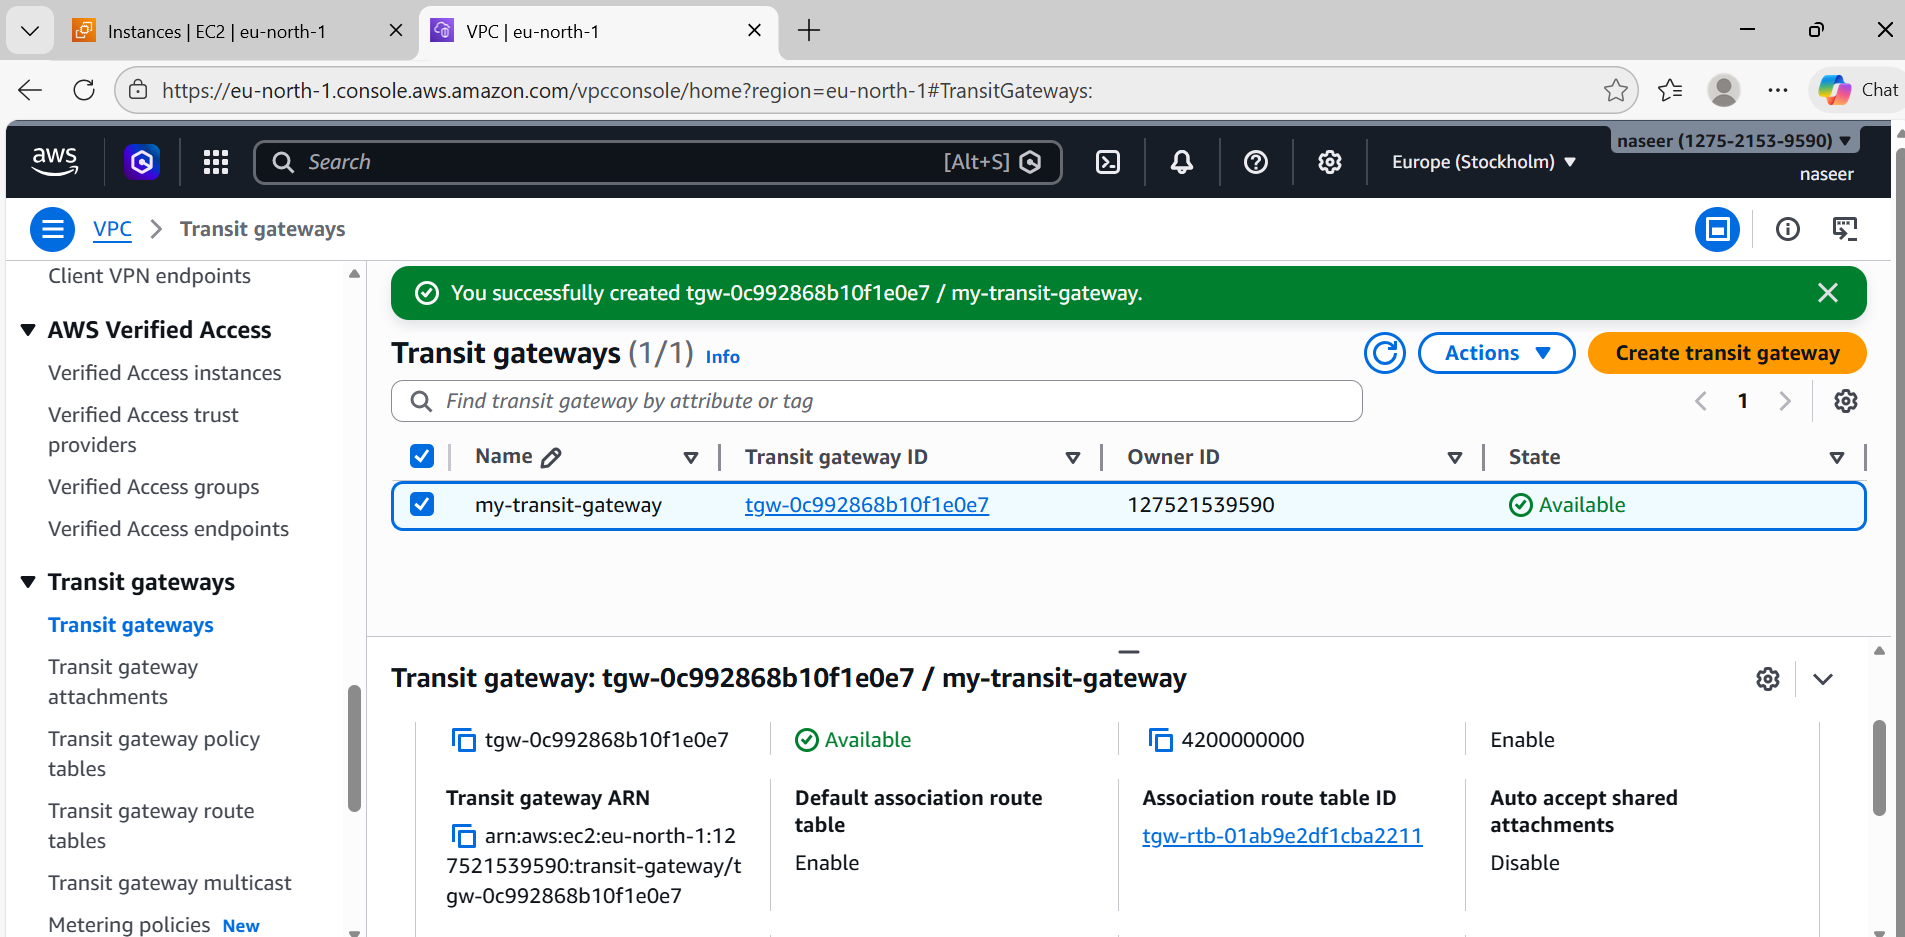 Instances | EC2 | eu-north-1
VPC | eu-north-1
https://eu-north-1.console.aws.amazon.com/vpcconsole/home?region=eu-north-1#TransitGateways:
Chat
aws
Search
[Alt+S]
Europe (Stockholm)
naseer (1275-2153-9590)
naseer
VPC
Transit gateways
Client VPN endpoints
AWS Verified Access
Verified Access instances
Verified Access trust
providers
Verified Access groups
Verified Access endpoints
Transit gateways
Transit gateways
Transit gateway
attachments
Transit gateway policy
tables
Transit gateway route
tables
Transit gateway multicast
Metering policies New
You successfully created tgw-0c992868b10f1e0e7 / my-transit-gateway.
Transit gateways (1/1) Info
Actions
Create transit gateway
Find transit gateway by attribute or tag
1
Name
Transit gateway ID
Owner ID
State
my-transit-gateway
tgw-0c992868b10f1e0e7
127521539590
Available
Transit gateway: tgw-0c992868b10f1e0e7 / my-transit-gateway
tgw-0c992868b10f1e0e7
Available
4200000000
Enable
Transit gateway ARN
arn:aws:ec2:eu-north-1:12
7521539590:transit-gateway/t
gw-0c992868b10f1e0e7
Default association route
table
Enable
Association route table ID
tgw-rtb-01ab9e2df1cba2211
Auto accept shared
attachments
Disable